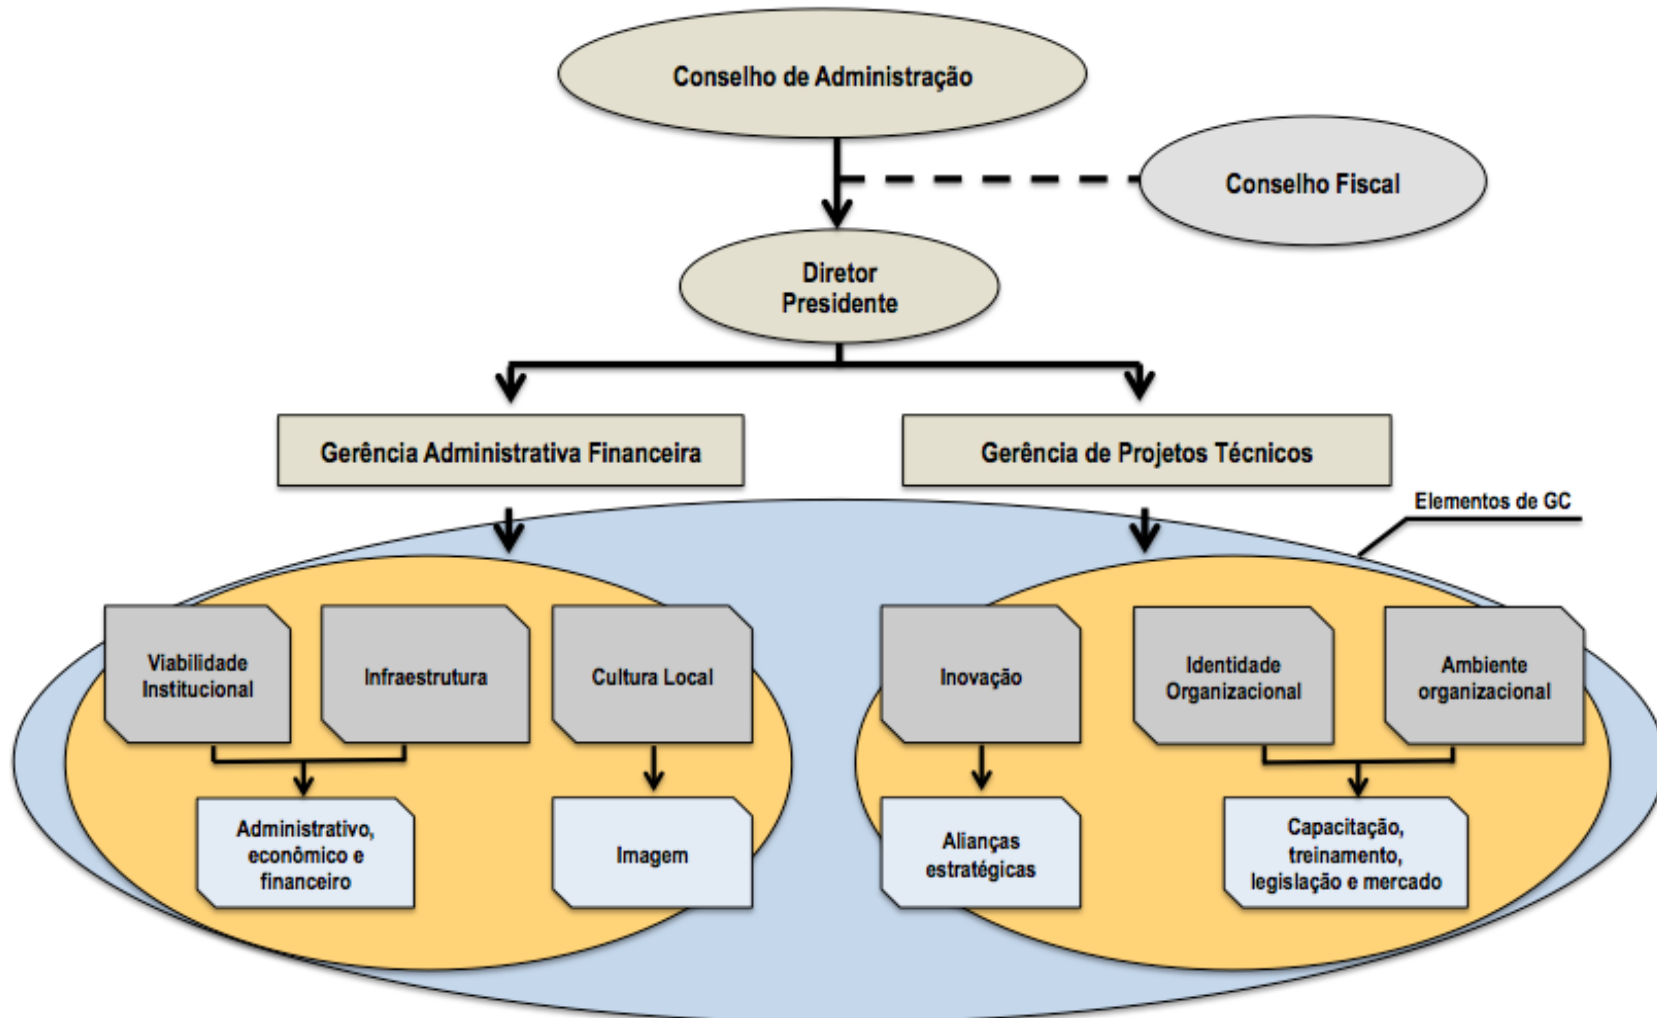 Conselho de Administração
Conselho Fiscal
Diretor
Presidente
Gerência Administrativa Financeira
Gerência de Projetos Técnicos
Elementos de GC
Viabilidade
Institucional
Infraestrutura
Cultura Local
Inovação
Identidade
Organizacional
Ambiente
organizacional
Administrativo,
econômico e
financeiro
Imagem
Alianças
estratégicas
Capacitação,
treinamento,
legislação e mercado